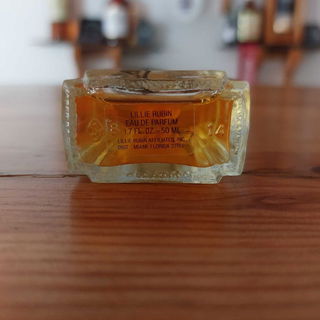 LILLIE RUBIN
EAU DE PARFUM
1.7 FL. OZ. - 50 ML
LILLIE RUBIN AFFILIATES, INC.
DIST. MIAMI FLORIDA